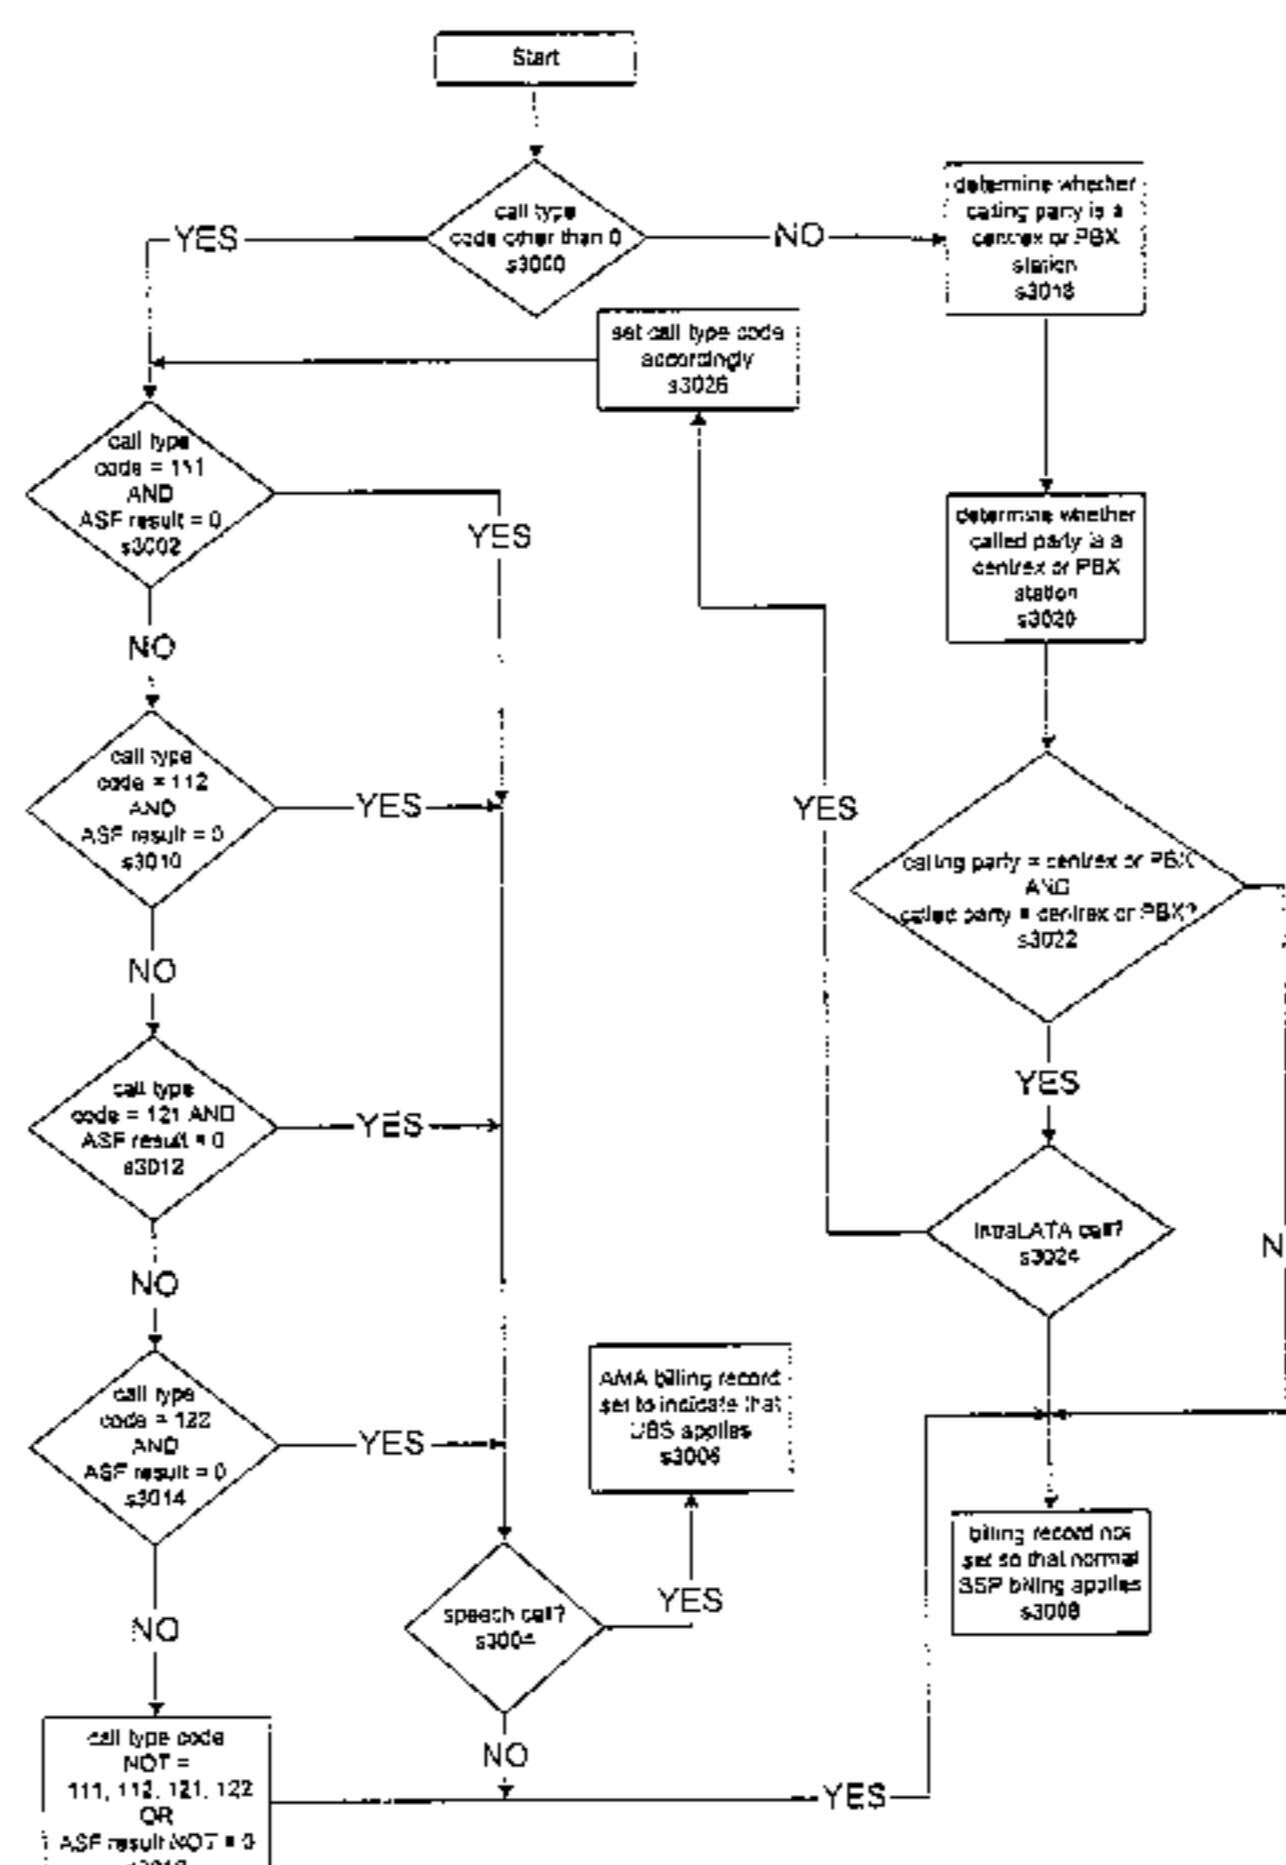 Start
call type
code other than 0
s3000
YES
NO
determine whether
calling party is a
centrex or PBX
station
s3018
set call type code
accordingly
s3026
call type
code = 111
AND
ASF result = 0
s3002
YES
NO
determine whether
called party is a
centrex or PBX
station
s3020
call type
code = 112
AND
ASF result = 0
s3010
YES
NO
YES
calling party = centrex or PBX
AND
called party = centrex or PBX?
s3022
YES
call type
code = 121 AND
ASF result = 0
s3012
YES
NO
intraLATA call?
s3024
N
call type
code = 122
AND
ASF result = 0
s3014
YES
NO
AMA billing record
set to indicate that
UBS applies
s3006
YES
speech call?
s3004
NO
billing record not
set so that normal
SSP billing applies
s3008
call type code
NOT =
111, 112, 121, 122
OR
ASF result NOT = 0
YES